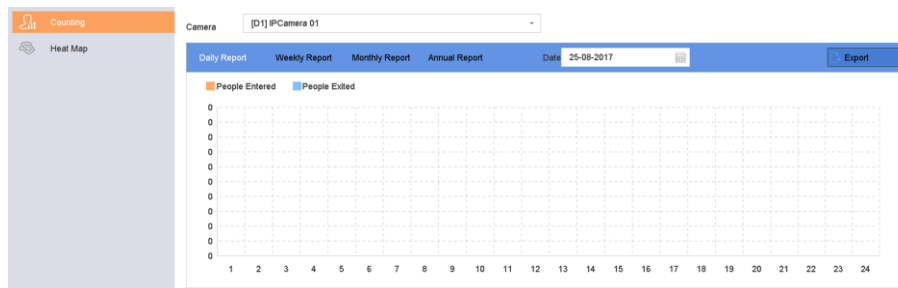 Counting
Heat Map
Camera [D1] IPCamera 01
Daily Report Weekly Report Monthly Report Annual Report Date 25-08-2017 Export
People Entered People Exited
0
0
0
0
0
0
0
0
0
0
0
1 2 3 4 5 6 7 8 9 10 11 12 13 14 15 16 17 18 19 20 21 22 23 24